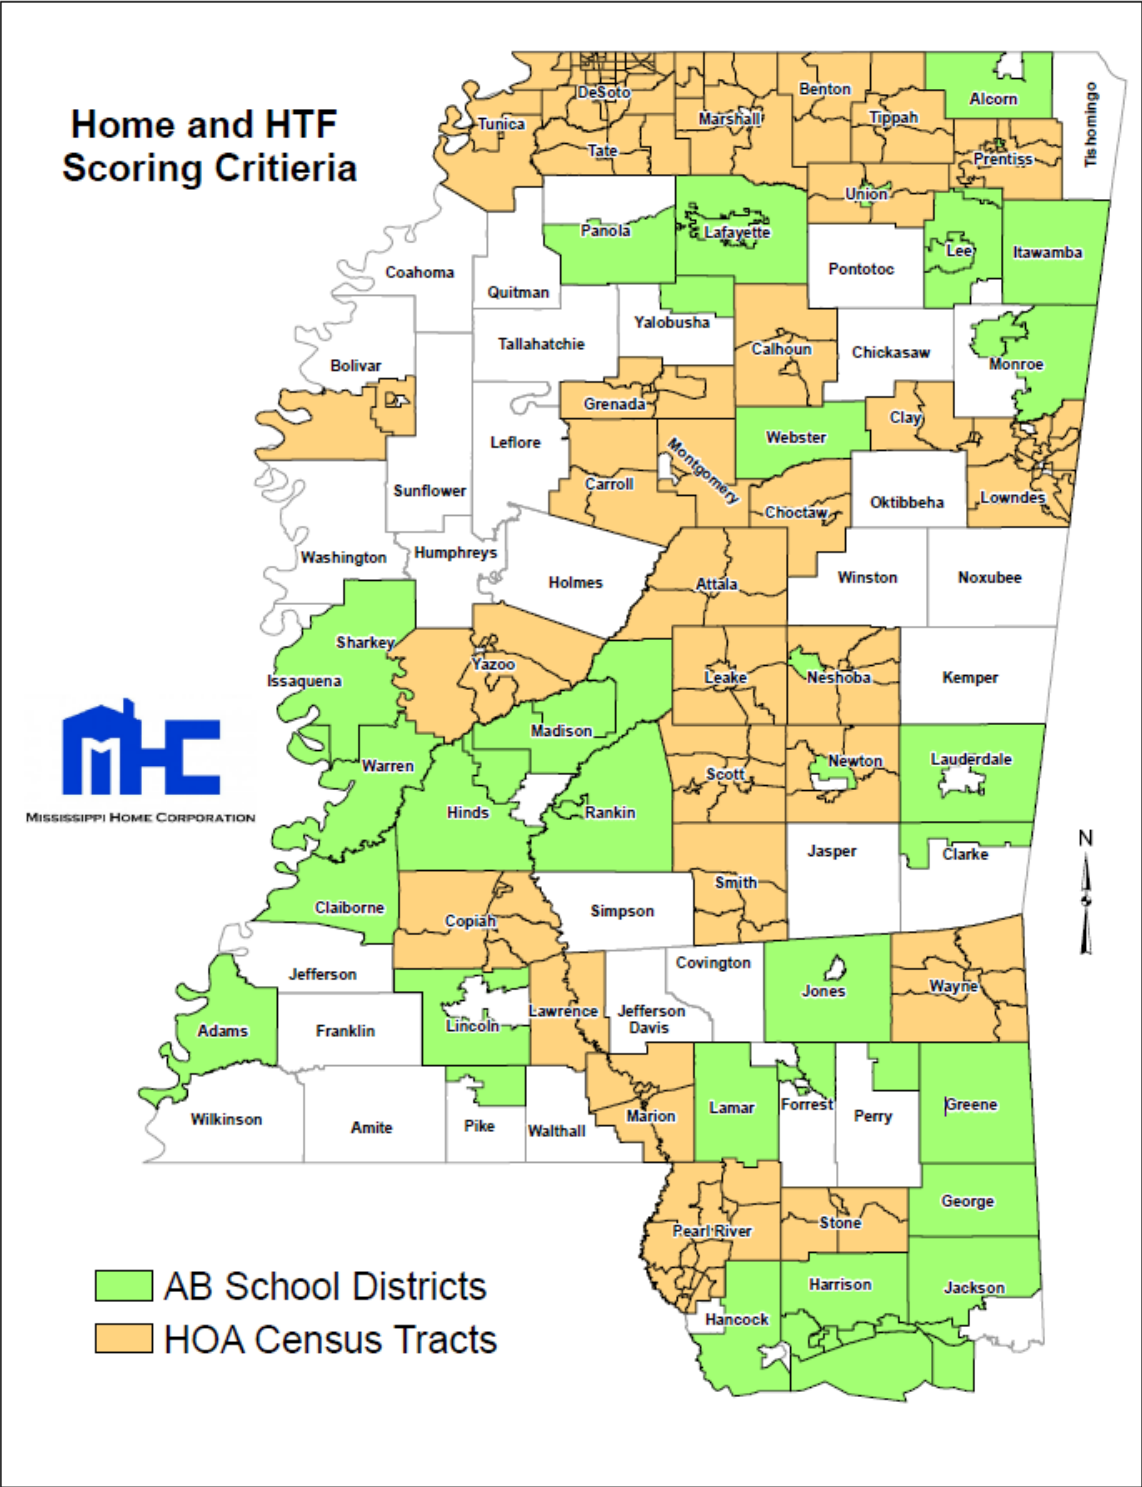 Home and HTF
Scoring Critieria
DeSoto
Benton
Alcorn
Tishomingo
Tunica
Marshall
Tippah
Tate
Prentiss
Union
Panola
Lafayette
Lee
Itawamba
Coahoma
Pontotoc
Quitman
Yalobusha
Tallahatchie
Calhoun
Chickasaw
Bolivar
Monroe
Grenada
Clay
Leflore
Webster
Montgomery
Carroll
Sunflower
Choctaw
Oktibbeha
Lowndes
Washington
Humphreys
Holmes
Attala
Winston
Noxubee
Sharkey
Yazoo
Issaquena
Leake
Neshoba
Kemper
Madison
Warren
Scott
Newton
Lauderdale
Hinds
Rankin
MHC
MISSISSIPPI HOME CORPORATION
Jasper
Clarke
N
Smith
Claiborne
Copiah
Simpson
Jefferson
Covington
Jones
Wayne
Adams
Franklin
Lincoln
Lawrence
Jefferson
Davis
Wilkinson
Amite
Pike
Walthall
Marion
Lamar
Forrest
Perry
Greene
George
Pearl River
Stone
Harrison
Jackson
Hancock
AB School Districts
HOA Census Tracts